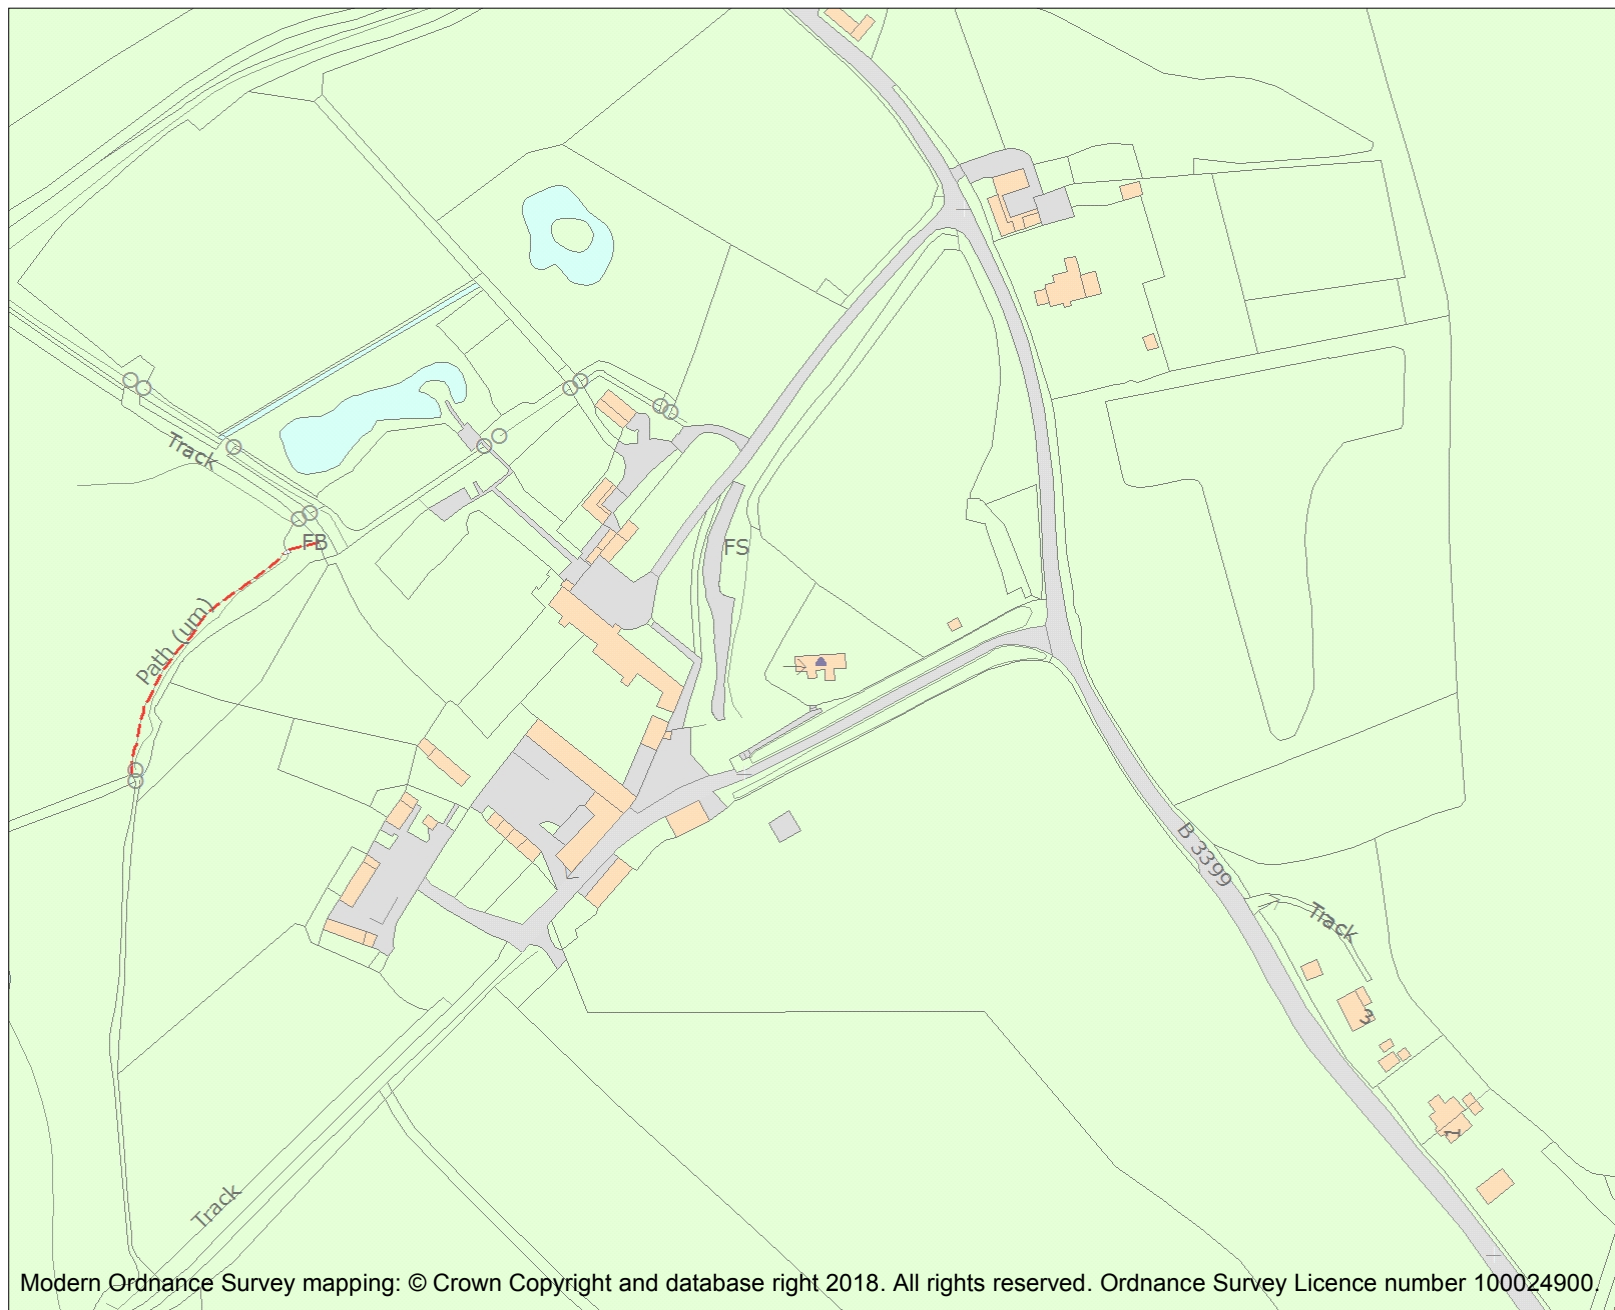 Track
FB
FS
Path (um)
B 3399
Track
3
1
Track
Modern Ordnance Survey mapping: © Crown Copyright and database right 2018. All rights reserved. Ordnance Survey Licence number 100024900.